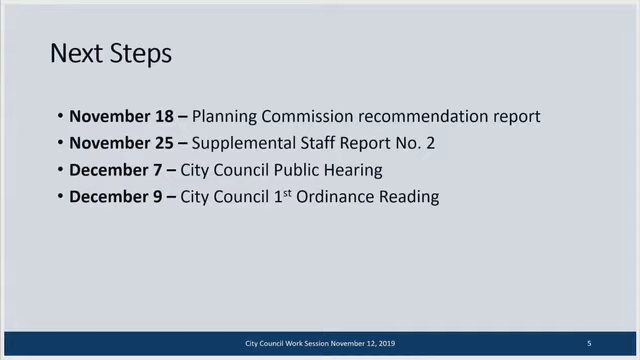 Next Steps
• November 18 – Planning Commission recommendation report
• November 25 – Supplemental Staff Report No. 2
• December 7 – City Council Public Hearing
• December 9 – City Council 1st Ordinance Reading
City Council Work Session November 12, 2019 5